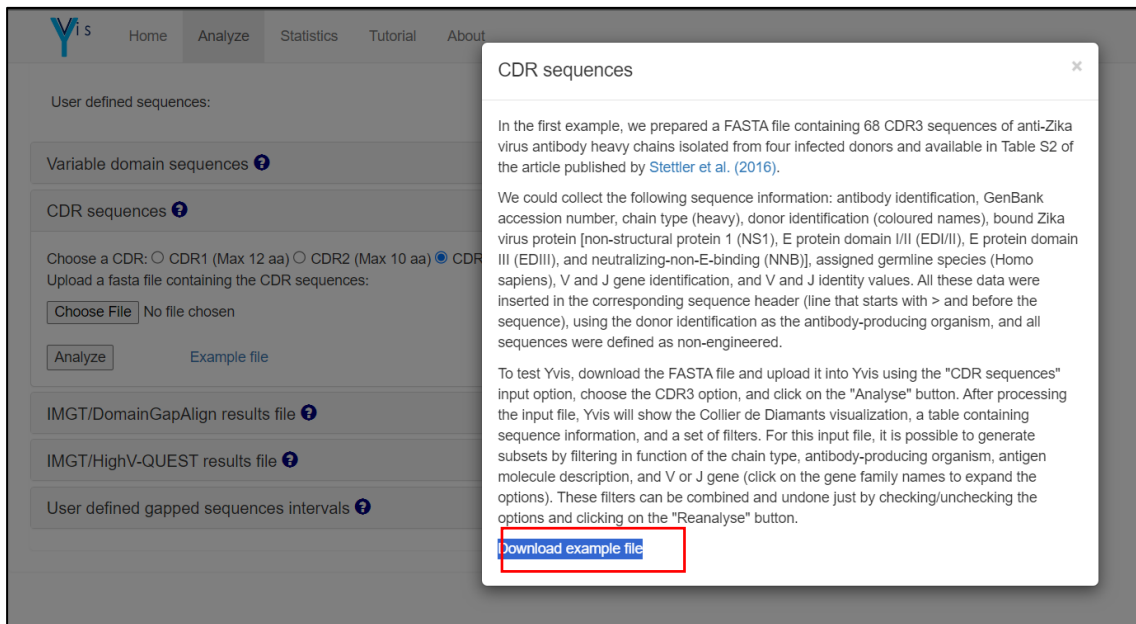 Yvis
Home Analyze Statistics Tutorial About
User defined sequences:
Variable domain sequences ?
CDR sequences ?
Choose a CDR: CDR1 (Max 12 aa) CDR2 (Max 10 aa) CDR
Upload a fasta file containing the CDR sequences:
Choose File No file chosen
Analyze Example file
IMGT/DomainGapAlign results file ?
IMGT/HighV-QUEST results file ?
User defined gapped sequences intervals ?
CDR sequences ×
In the first example, we prepared a FASTA file containing 68 CDR3 sequences of anti-Zika
virus antibody heavy chains isolated from four infected donors and available in Table S2 of
the article published by Stettler et al. (2016).
We could collect the following sequence information: antibody identification, GenBank
accession number, chain type (heavy), donor identification (coloured names), bound Zika
virus protein [non-structural protein 1 (NS1), E protein domain I/II (EDI/II), E protein domain
III (EDIII), and neutralizing-non-E-binding (NNB)], assigned germline species (Homo
sapiens), V and J gene identification, and V and J identity values. All these data were
inserted in the corresponding sequence header (line that starts with > and before the
sequence), using the donor identification as the antibody-producing organism, and all
sequences were defined as non-engineered.
To test Yvis, download the FASTA file and upload it into Yvis using the "CDR sequences"
input option, choose the CDR3 option, and click on the "Analyse" button. After processing
the input file, Yvis will show the Collier de Diamants visualization, a table containing
sequence information, and a set of filters. For this input file, it is possible to generate
subsets by filtering in function of the chain type, antibody-producing organism, antigen
molecule description, and V or J gene (click on the gene family names to expand the
options). These filters can be combined and undone just by checking/unchecking the
options and clicking on the "Reanalyse" button.
Download example file